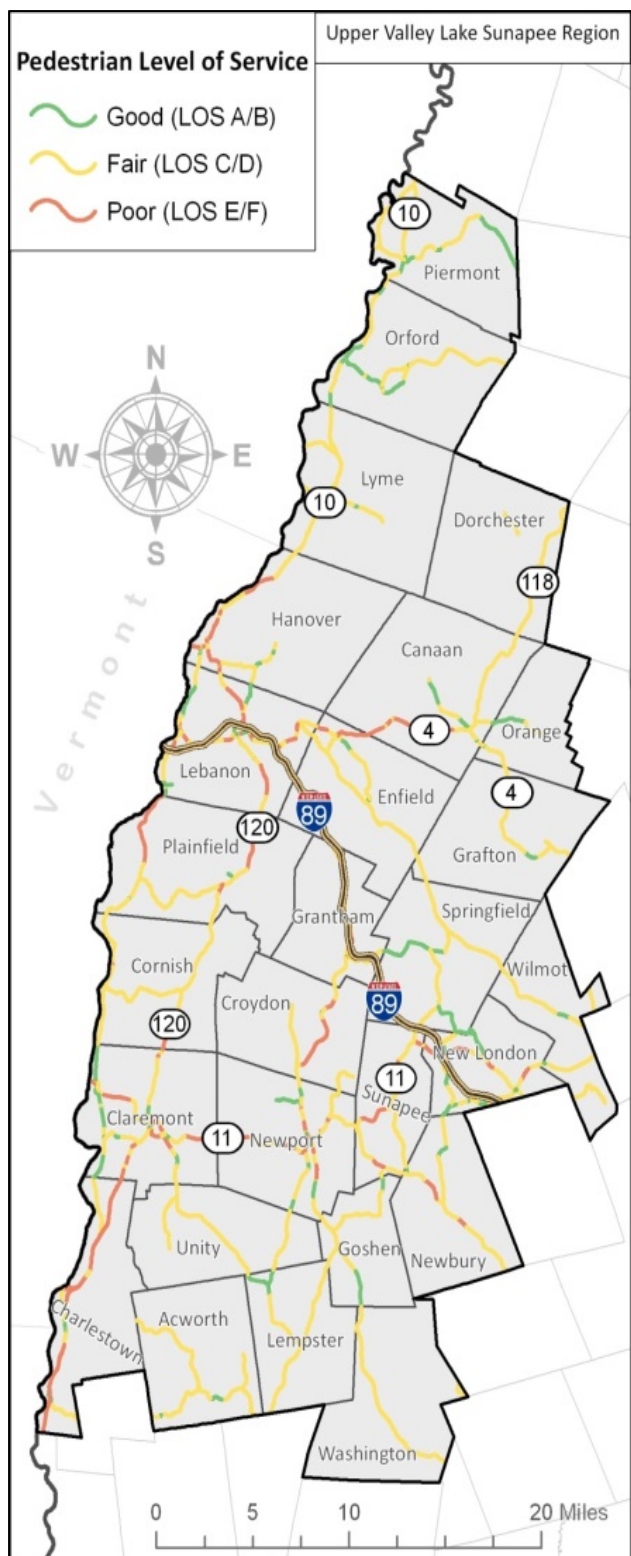 Upper Valley Lake Sunapee Region
Pedestrian Level of Service
Good (LOS A/B)
Fair (LOS C/D)
Poor (LOS E/F)
10
Piermont
Orford
N
W
E
S
Lyme
10
Dorchester
118
Vermont
Hanover
Canaan
4
Orange
Lebanon
Enfield
4
89
120
Plainfield
Grafton
Grantham
Springfield
Cornish
Wilmot
Croydon
89
120
New London
11
Sunapee
Claremont
11
Newport
Unity
Goshen
Newbury
Charlestown
Acworth
Lempster
Washington
0 5 10 20 Miles